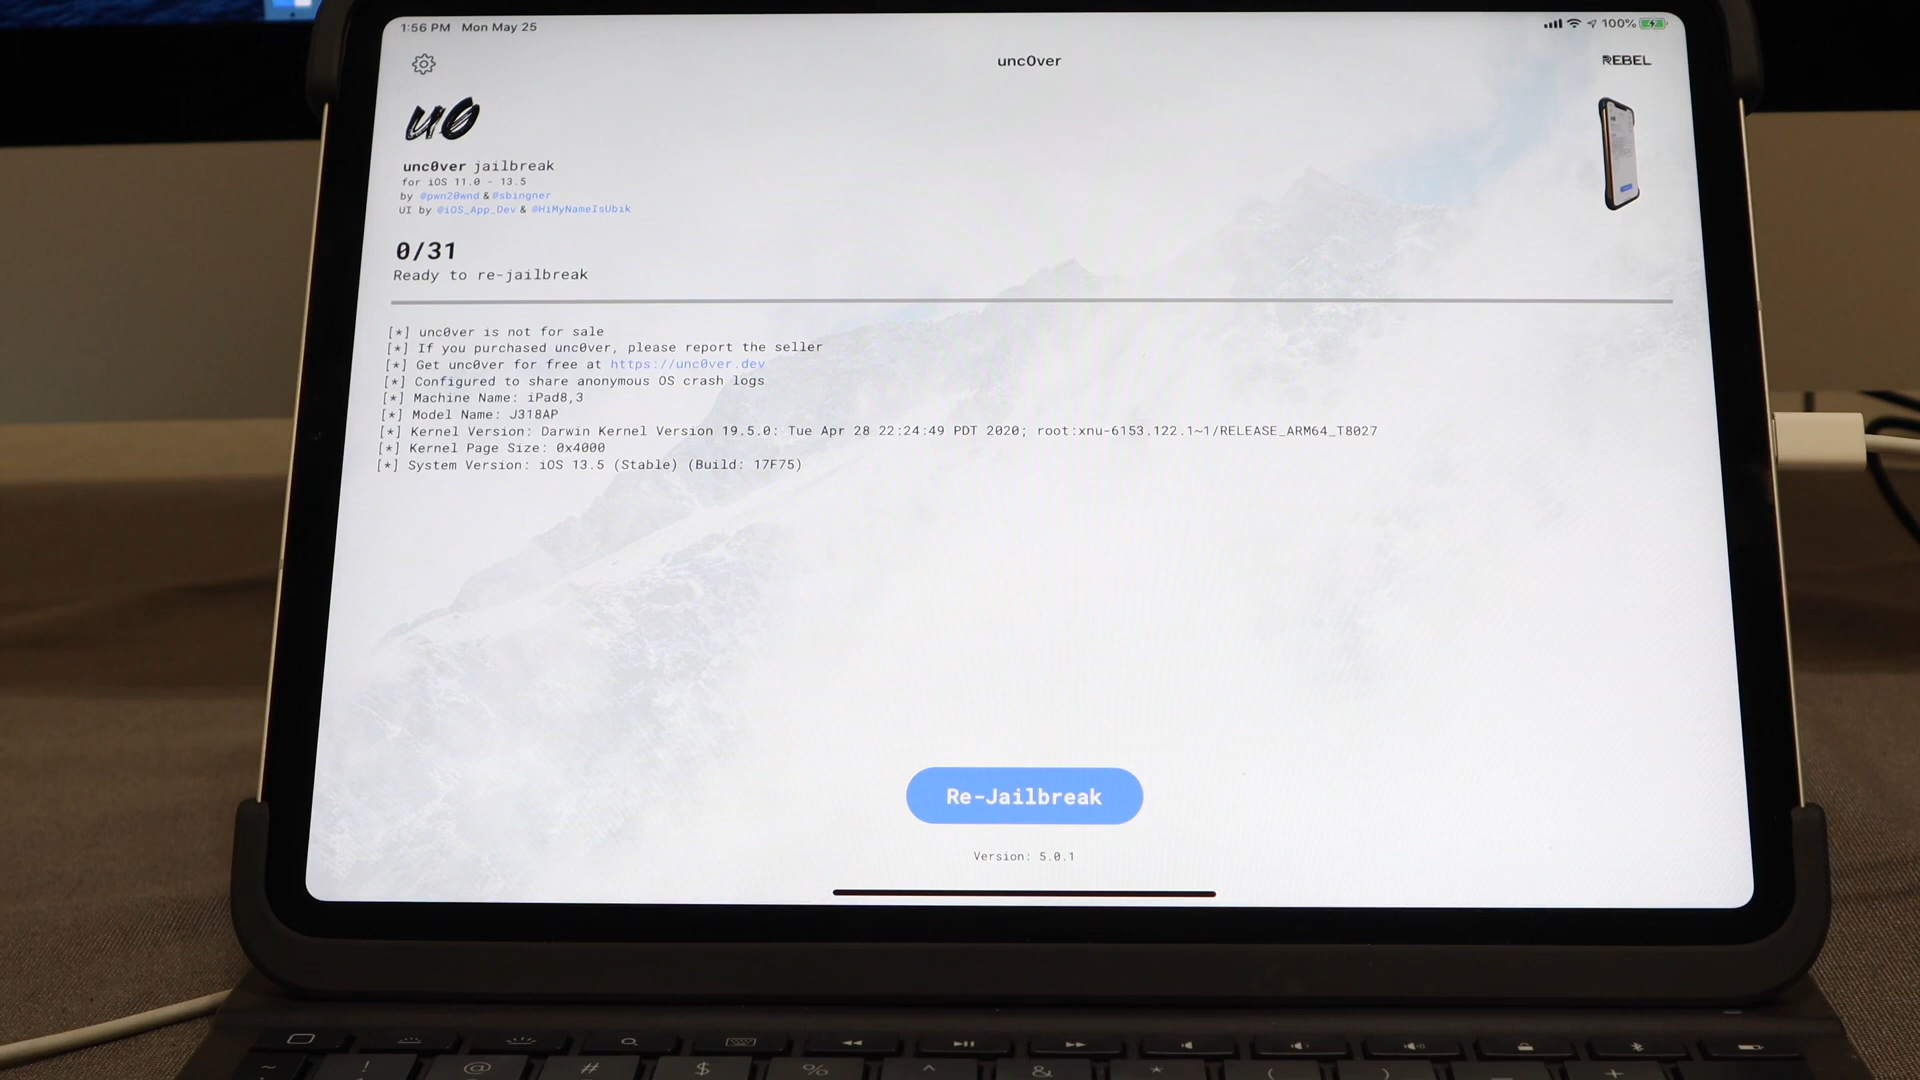 1:56 PM Mon May 25
100%
unc0ver
REBEL
u0
unc0ver jailbreak
for iOS 11.0 - 13.5
by @pwn20wnd & @sbingner
UI by @iOS_App_Dev & @HiMyNameIsUbik
0/31
Ready to re-jailbreak
[*] unc0ver is not for sale
[*] If you purchased unc0ver, please report the seller
[*] Get unc0ver for free at https://unc0ver.dev
[*] Configured to share anonymous OS crash logs
[*] Machine Name: iPad8,3
[*] Model Name: J318AP
[*] Kernel Version: Darwin Kernel Version 19.5.0: Tue Apr 28 22:24:49 PDT 2020; root:xnu-6153.122.1~1/RELEASE_ARM64_T8027
[*] Kernel Page Size: 0x4000
[*] System Version: iOS 13.5 (Stable) (Build: 17F75)
Re-Jailbreak
Version: 5.0.1
~ ! @ # $ % ^ & * ( ) _ +